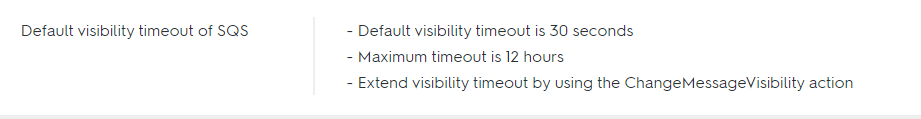 Default visibility timeout of SQS
- Default visibility timeout is 30 seconds
- Maximum timeout is 12 hours
- Extend visibility timeout by using the ChangeMessageVisibility action